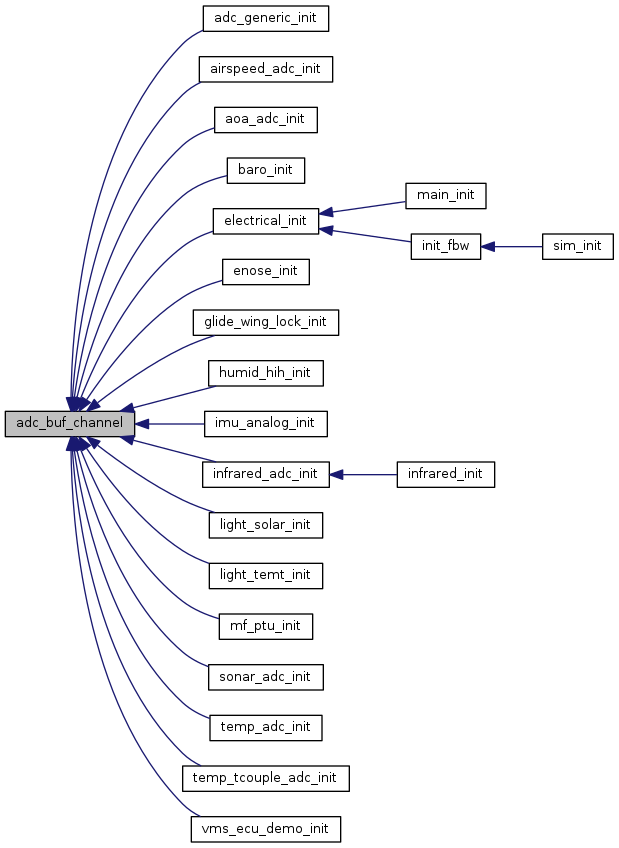 adc_generic_init
airspeed_adc_init
aoa_adc_init
baro_init
main_init
electrical_init
init_fbw
sim_init
enose_init
glide_wing_lock_init
humid_hih_init
adc_buf_channel
imu_analog_init
infrared_adc_init
infrared_init
light_solar_init
light_temt_init
mf_ptu_init
sonar_adc_init
temp_adc_init
temp_tcouple_adc_init
vms_ecu_demo_init